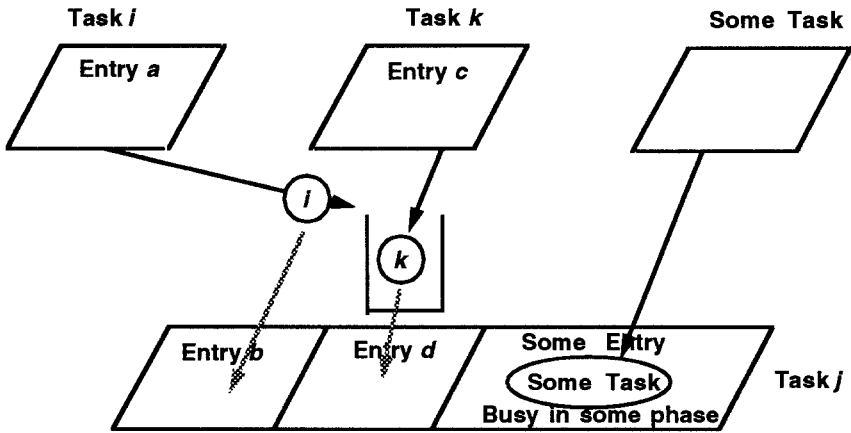 Task i
Task k
Some Task
Entry a
Entry c
i
k
Entry b
Entry d
Some Entry
Some Task
Busy in some phase
Task j